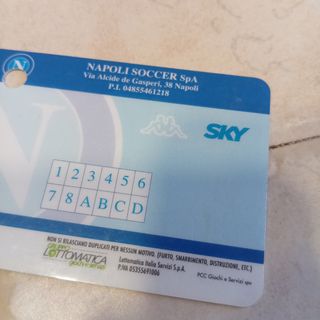 N
NAPOLI SOCCER SpA
Via Alcide de Gasperi, 38 Napoli
P.I. 04855461218
SKY
1 2 3 4 5 6
7 8 A B C D
NON SI RILASCIANO DUPLICATI PER NESSUN MOTIVO. (FURTO, SMARRIMENTO, DISTRUZIONE, ETC.)
GRUPPO
LOTTOMATICA
Lottomatica Italia Servizi S.p.A.
P.IVA 05355691006
PCC Giochi e Servizi spa